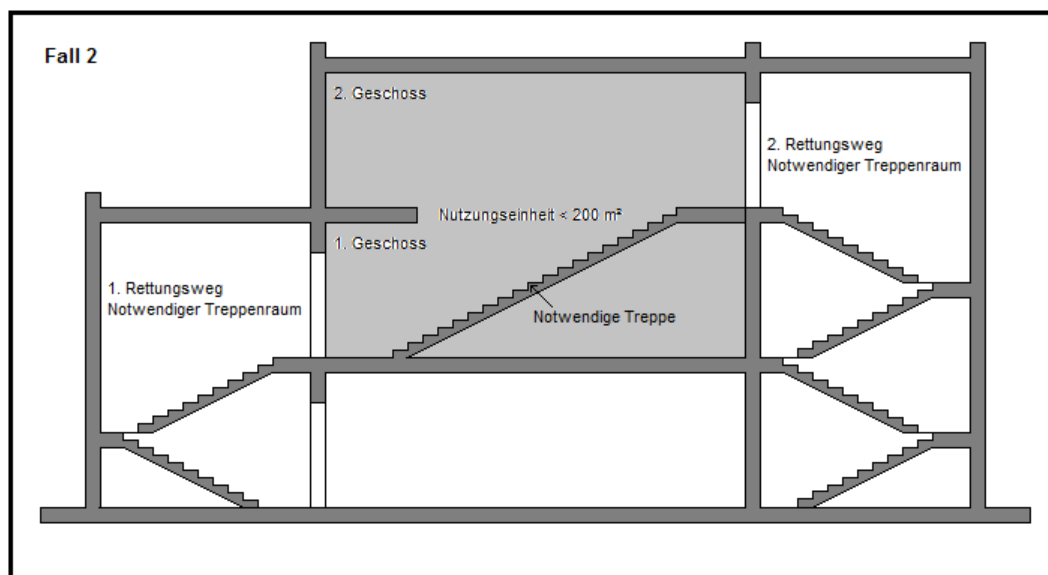 Fall 2
2. Geschoss
2. Rettungsweg
Notwendiger Treppenraum
Nutzungseinheit < 200 m²
1. Geschoss
1. Rettungsweg
Notwendiger Treppenraum
Notwendige Treppe